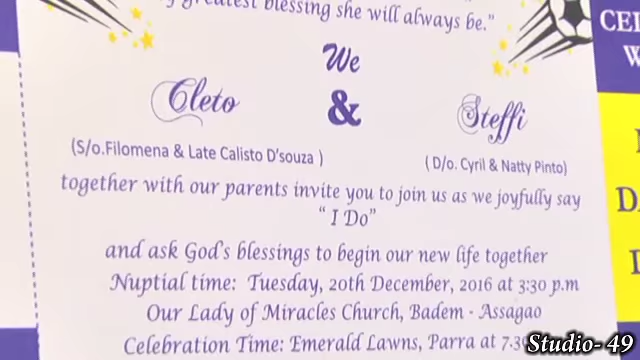 greatest blessing she will always be."
We
Cleto & Steffi
(S/o.Filomena & Late Calisto D'souza )
( D/o. Cyril & Natty Pinto)
together with our parents invite you to join us as we joyfully say
" I Do"
and ask God's blessings to begin our new life together
Nuptial time: Tuesday, 20th December, 2016 at 3:30 p.m
Our Lady of Miracles Church, Badem - Assagao
Celebration Time: Emerald Lawns, Parra at 7.3
Studio- 49